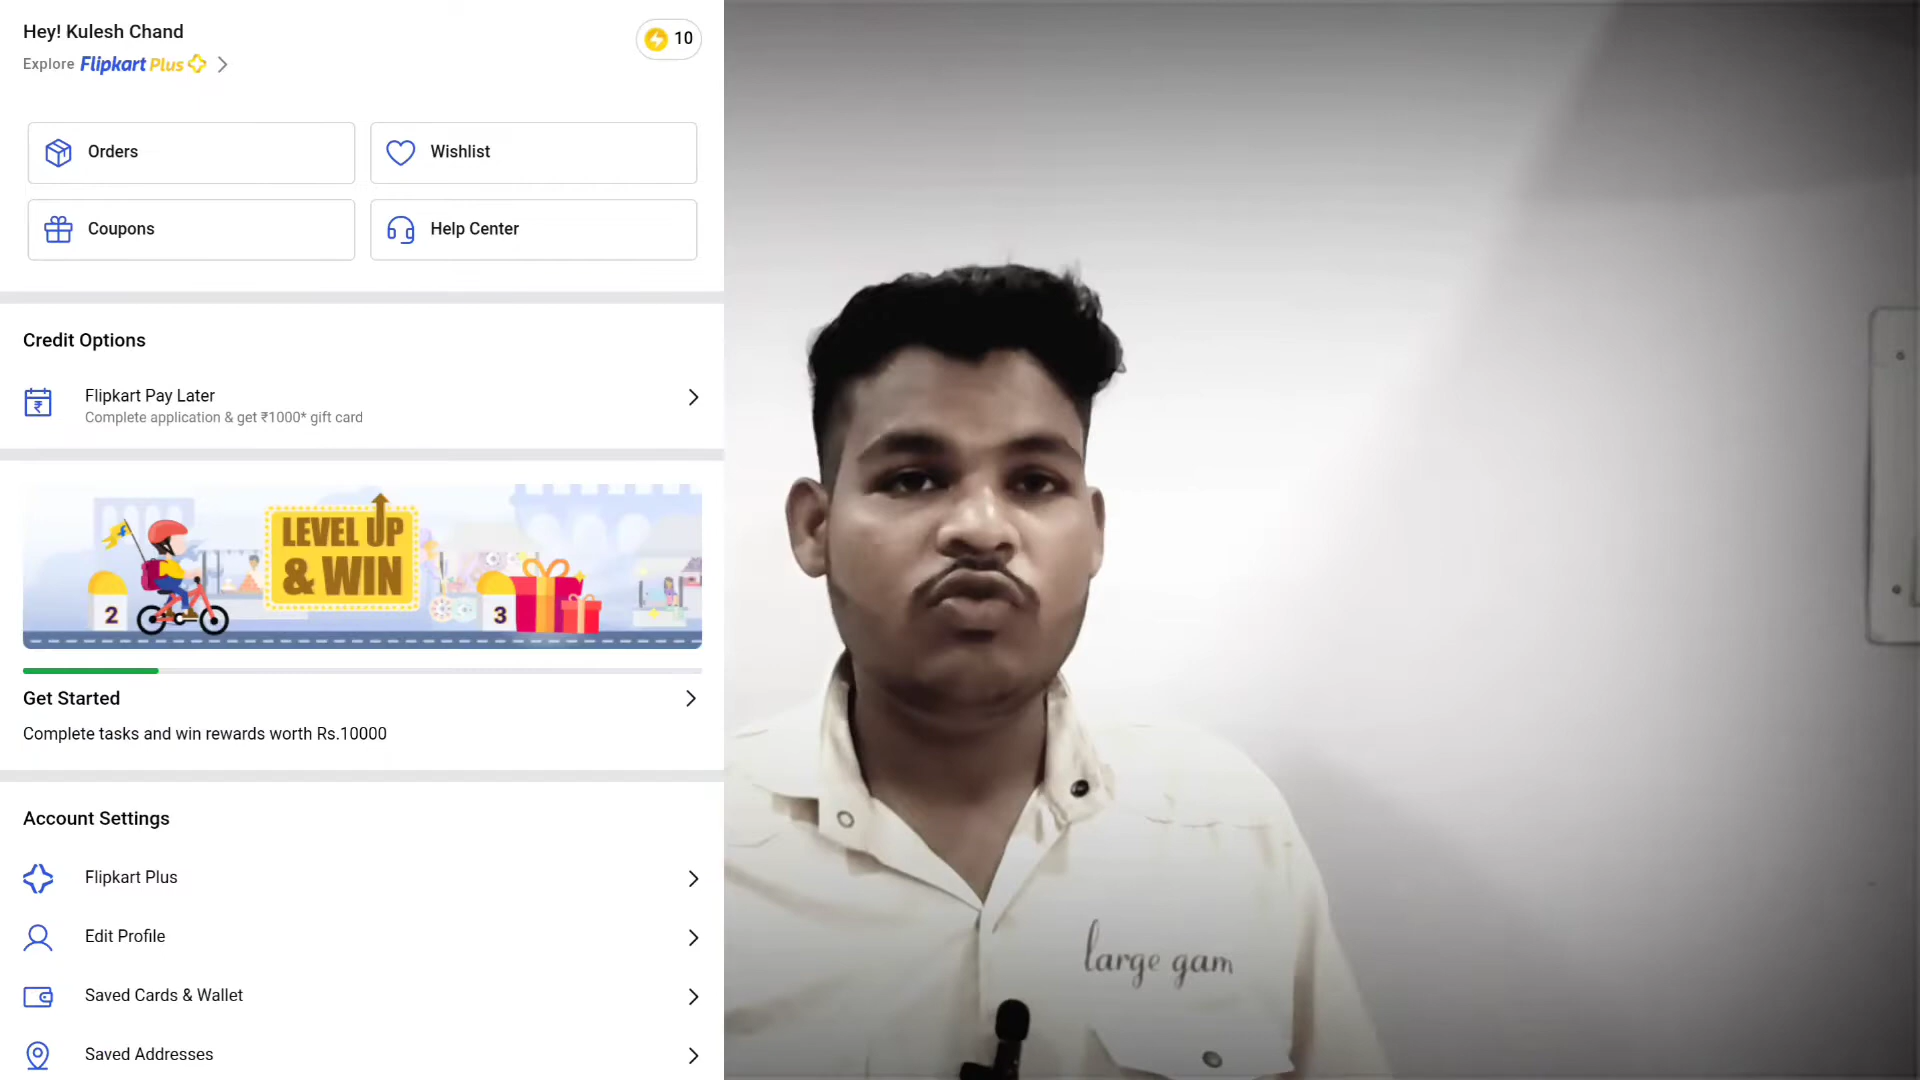 Hey! Kulesh Chand
10
Explore Flipkart Plus
Orders
Wishlist
Coupons
Help Center
Credit Options
Flipkart Pay Later
Complete application & get ₹1000* gift card
LEVEL UP
& WIN
2
3
Get Started
Complete tasks and win rewards worth Rs.10000
Account Settings
Flipkart Plus
Edit Profile
Saved Cards & Wallet
Saved Addresses
large gam